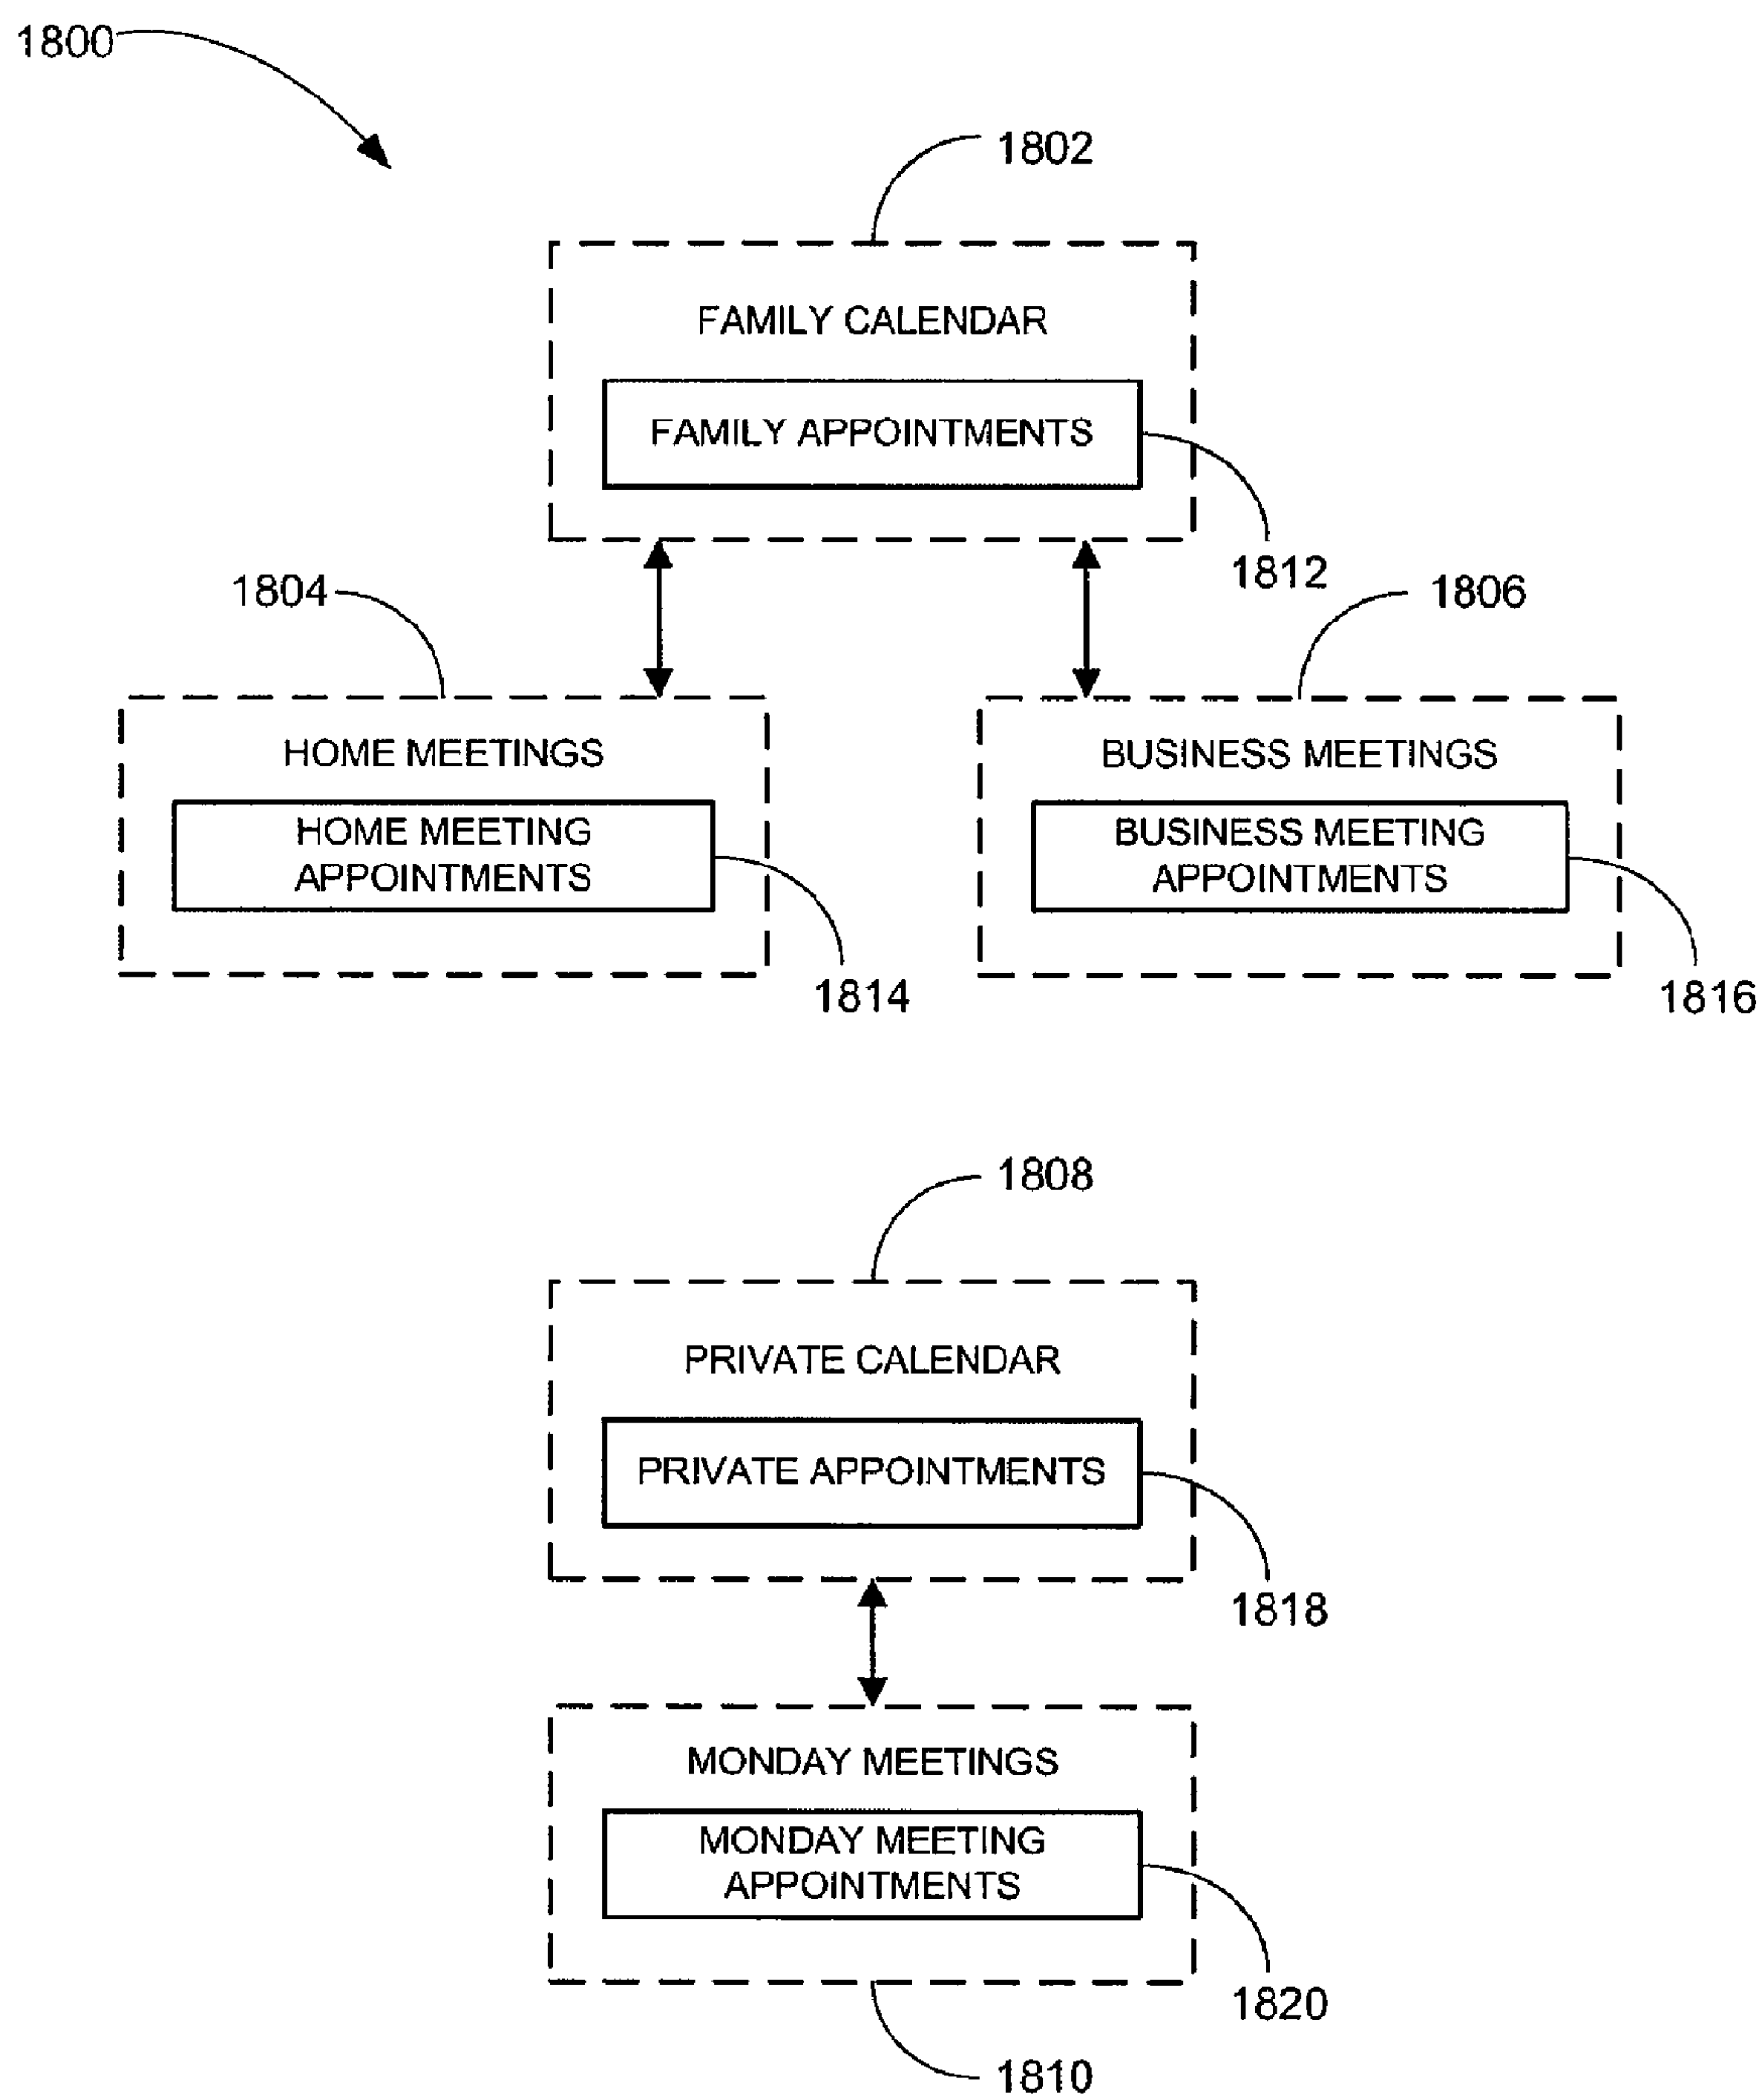 1800
1802
FAMILY CALENDAR
FAMILY APPOINTMENTS
1812
1804
1806
HOME MEETINGS
BUSINESS MEETINGS
HOME MEETING
APPOINTMENTS
BUSINESS MEETING
APPOINTMENTS
1814
1816
1808
PRIVATE CALENDAR
PRIVATE APPOINTMENTS
1818
MONDAY MEETINGS
MONDAY MEETING
APPOINTMENTS
1820
1810